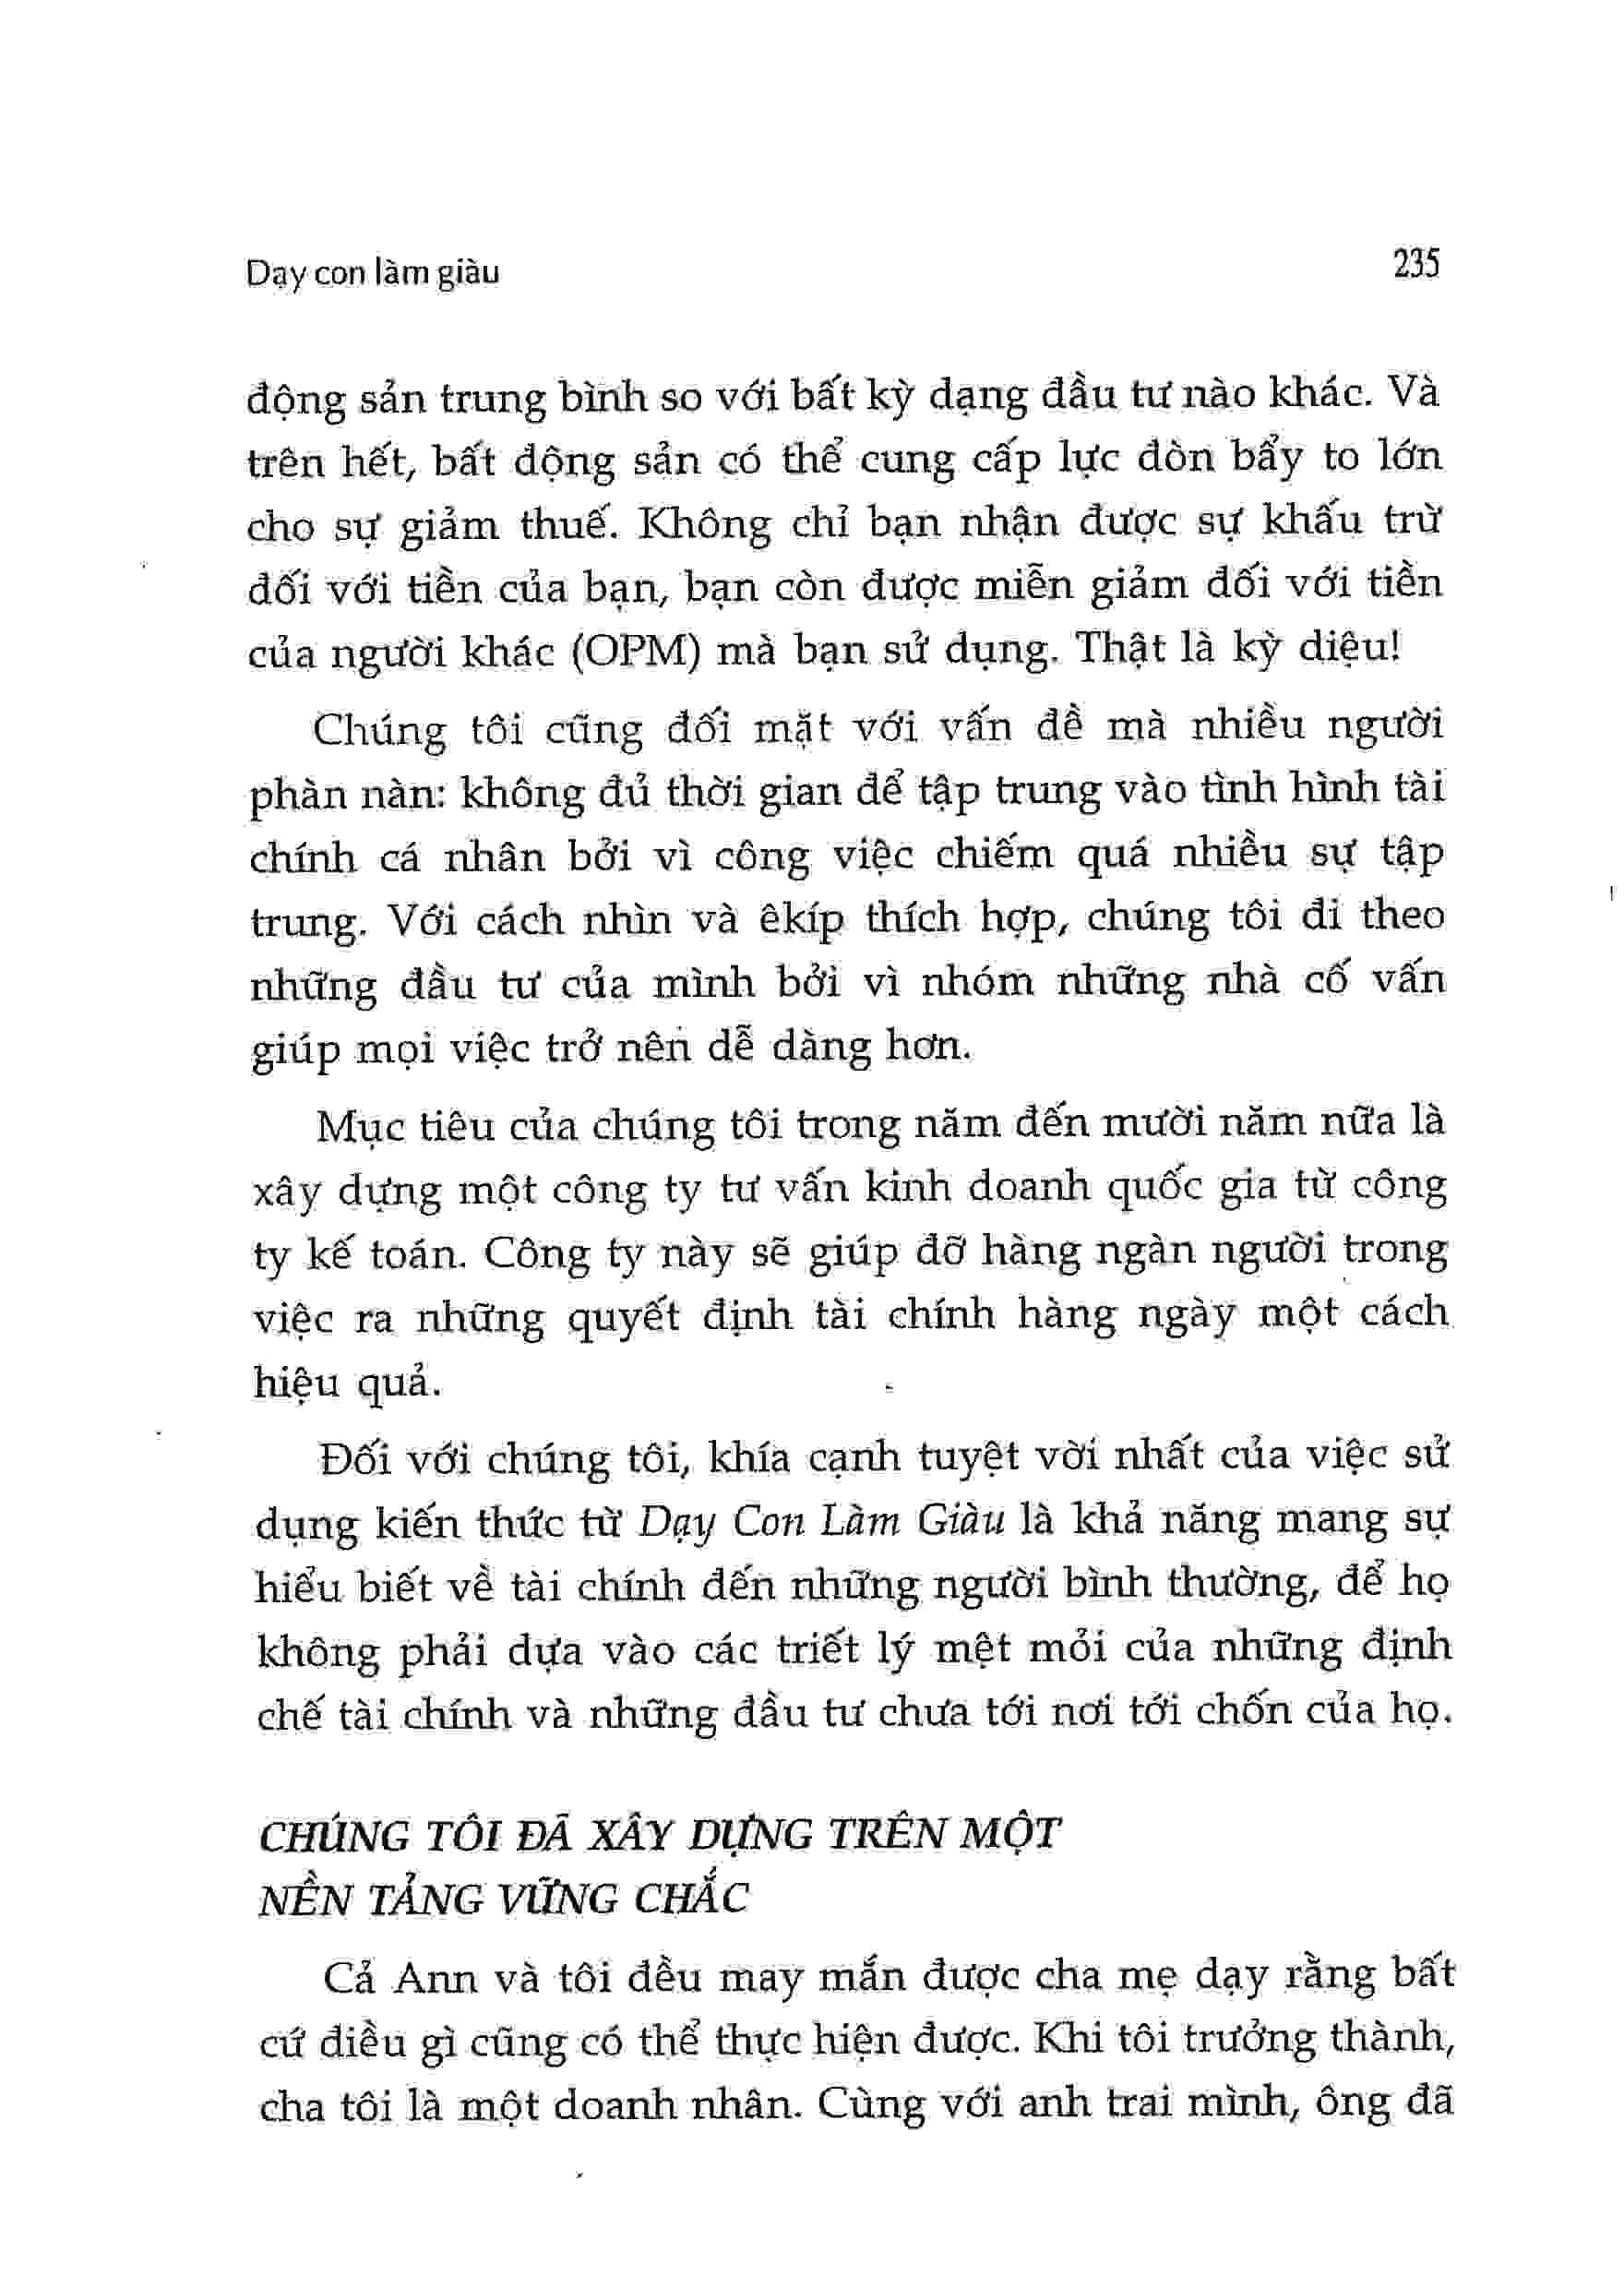 Dạy con làm giàu
235
động sản trung bình so với bất kỳ dạng đầu tư nào khác. Và
trên hết, bất động sản có thể cung cấp lực đòn bẩy to lớn
cho sự giảm thuế. Không chỉ bạn nhận được sự khấu trừ
đối với tiền của bạn, bạn còn được miễn giảm đối với tiền
của người khác (OPM) mà bạn sử dụng. Thật là kỳ diệu!
Chúng tôi cũng đối mặt với vấn đề mà nhiều người
phàn nàn: không đủ thời gian để tập trung vào tình hình tài
chính cá nhân bởi vì công việc chiếm quá nhiều sự tập
trung. Với cách nhìn và êkíp thích hợp, chúng tôi đi theo
những đầu tư của mình bởi vì nhóm những nhà cố vấn
giúp mọi việc trở nên dễ dàng hơn.
Mục tiêu của chúng tôi trong năm đến mười năm nữa là
xây dựng một công ty tư vấn kinh doanh quốc gia từ công
ty kế toán. Công ty này sẽ giúp đỡ hàng ngàn người trong
việc ra những quyết định tài chính hàng ngày một cách
hiệu quả.
Đối với chúng tôi, khía cạnh tuyệt vời nhất của việc sử
dụng kiến thức từ Dạy Con Làm Giàu là khả năng mang sự
hiểu biết về tài chính đến những người bình thường, để họ
không phải dựa vào các triết lý mệt mỏi của những định
chế tài chính và những đầu tư chưa tới nơi tới chốn của họ.
CHÚNG TÔI ĐÃ XÂY DỰNG TRÊN MỘT
NỀN TẢNG VỮNG CHẮC
Cả Ann và tôi đều may mắn được cha mẹ dạy rằng bất
cứ điều gì cũng có thể thực hiện được. Khi tôi trưởng thành,
cha tôi là một doanh nhân. Cùng với anh trai mình, ông đã